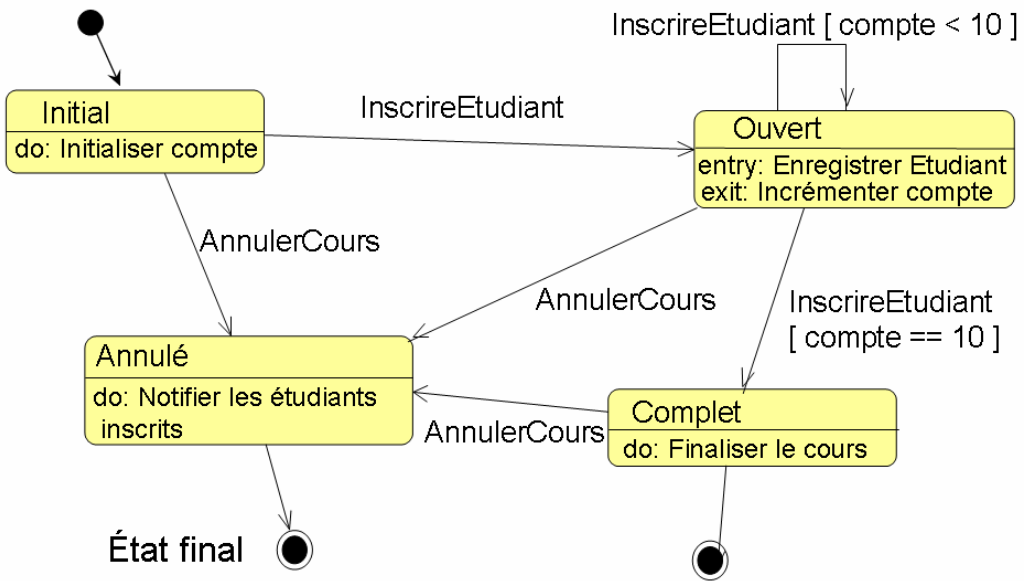 InscrireEtudiant [ compte < 10 ]
Initial
do: Initialiser compte
InscrireEtudiant
Ouvert
entry: Enregistrer Etudiant
exit: Incrémenter compte
AnnulerCours
AnnulerCours
InscrireEtudiant
[ compte == 10 ]
Annulé
do: Notifier les étudiants
inscrits
AnnulerCours
Complet
do: Finaliser le cours
État final